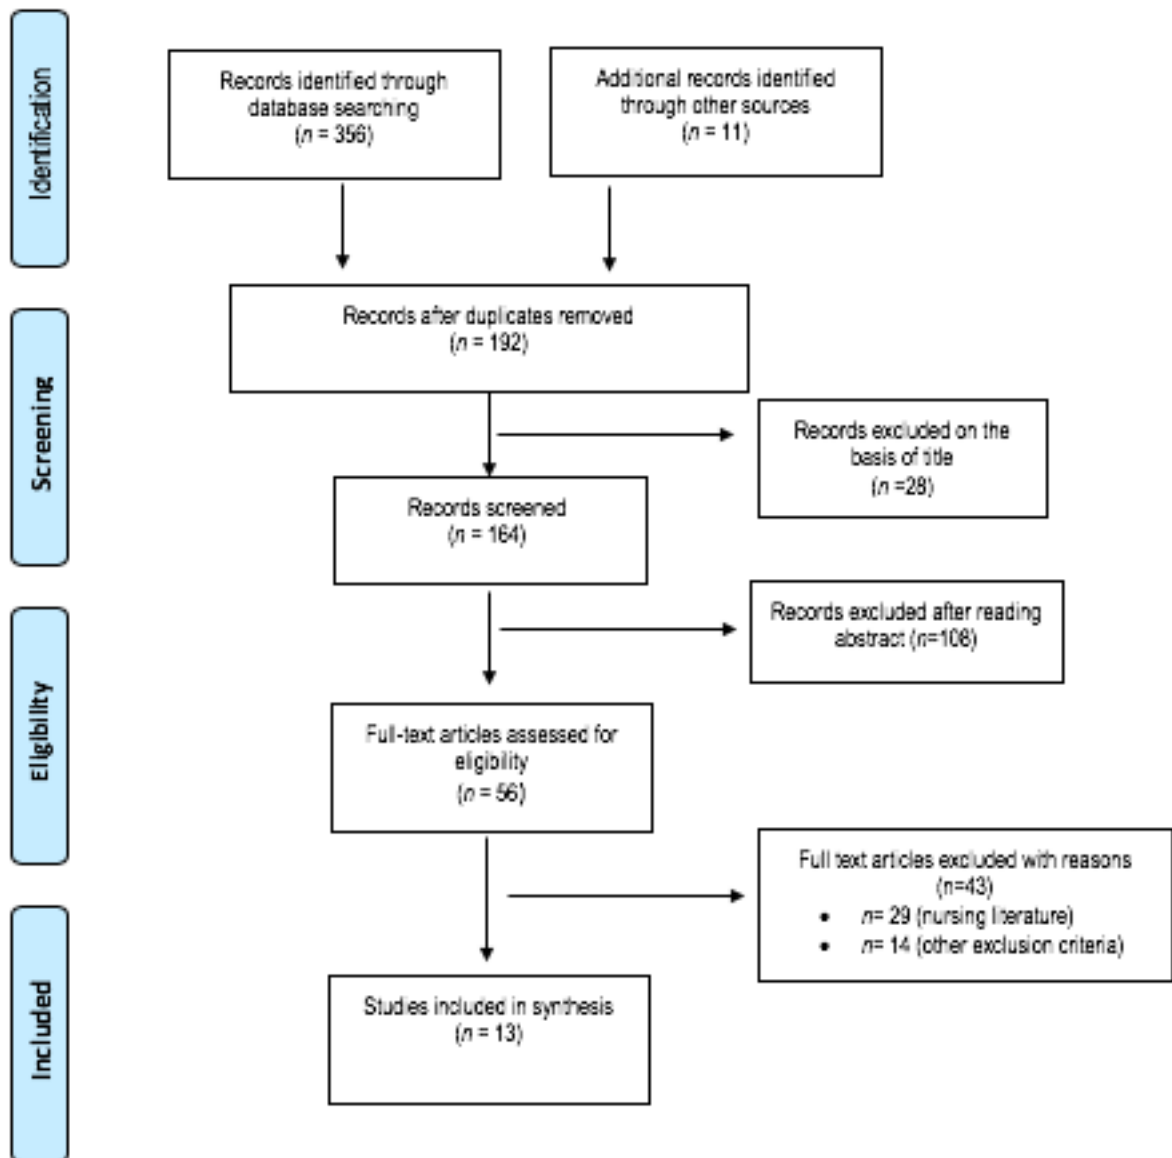 Identification
Records identified through
database searching
(n = 356)
Additional records identified
through other sources
(n = 11)
Screening
Records after duplicates removed
(n = 192)
Records excluded on the
basis of title
(n =28)
Records screened
(n = 164)
Eligibility
Records excluded after reading
abstract (n=108)
Full-text articles assessed for
eligibility
(n = 56)
Full text articles excluded with reasons
(n=43)
• n= 29 (nursing literature)
• n= 14 (other exclusion criteria)
Included
Studies included in synthesis
(n = 13)